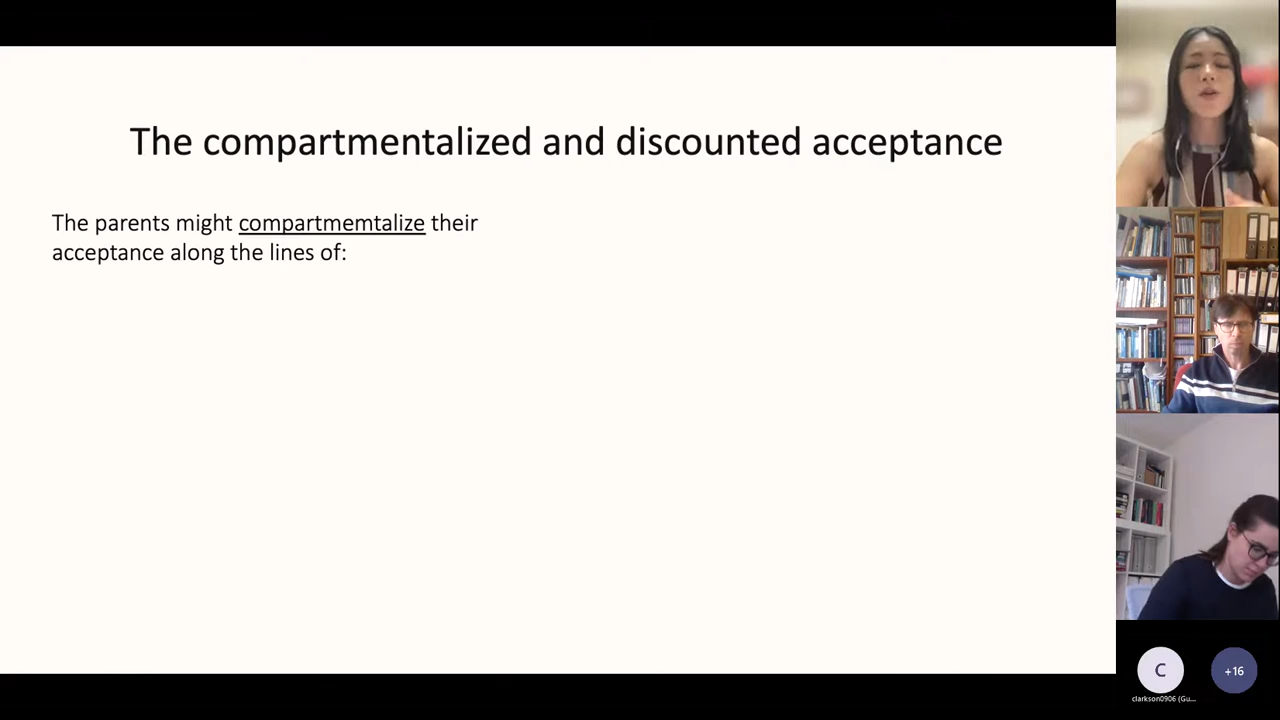 The compartmentalized and discounted acceptance
The parents might compartmemtalize their
acceptance along the lines of:
C
+16
clarkson0906 (Gu...